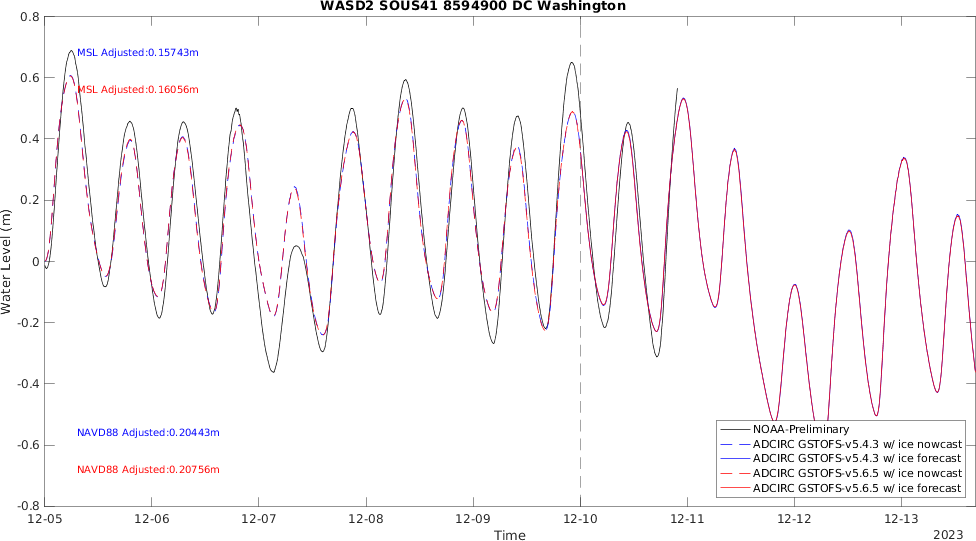 WASD2 SOUS41 8594900 DC Washington
0.8
MSL Adjusted:0.15743m
0.6
MSL Adjusted:0.16056m
0.4
0.2
Water Level (m)
0
-0.2
-0.4
NOAA-Preliminary
NAVD88 Adjusted:0.20443m
ADCIRC GSTOFS-v5.4.3 w/ ice nowcast
-0.6
ADCIRC GSTOFS-v5.4.3 w/ ice forecast
NAVD88 Adjusted:0.20756m
ADCIRC GSTOFS-v5.6.5 w/ ice nowcast
ADCIRC GSTOFS-v5.6.5 w/ ice forecast
-0.8
12-05 12-06 12-07 12-08 12-09 12-10 12-11 12-12 12-13
Time
2023